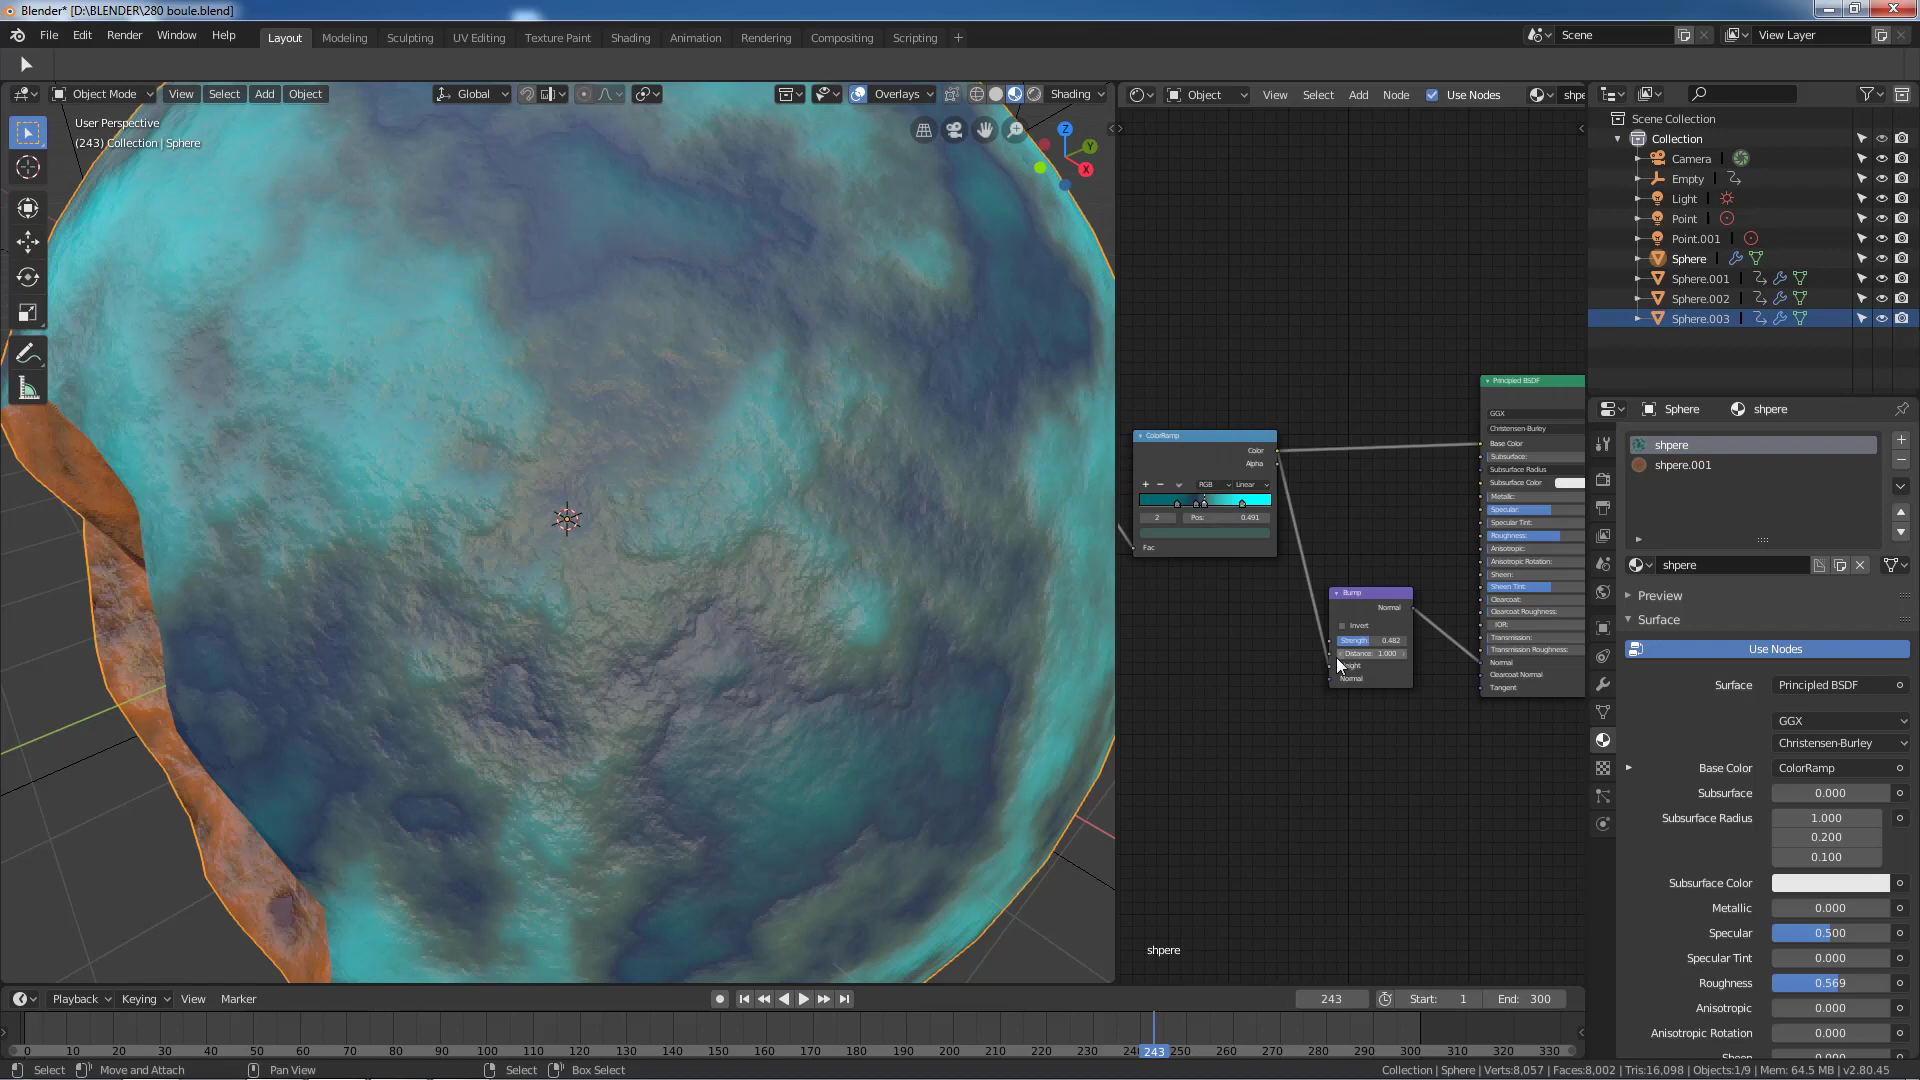 Blender* [D:\BLENDER\280 boule.blend]
File Edit Render Window Help Layout Modeling Sculpting UV Editing Texture Paint Shading Animation Rendering Compositing Scripting + Scene View Layer
Object Mode View Select Add Object Global Overlays Shading
Object View Select Add Node Use Nodes shpe
User Perspective
(243) Collection | Sphere
Z
Y
X
Scene Collection
Collection
Camera
Empty
Light
Point
Point.001
Sphere
Sphere.001
Sphere.002
Sphere.003
ColorRamp
Color
Alpha
RGB Linear
2 Pos: 0.491
Fac
Bump
Normal
Invert
Strength: 0.482
Distance: 1.000
Normal
Principled BSDF
GGX
Christensen-Burley
Base Color
Subsurface:
Subsurface Radius
Subsurface Color
Metallic:
Specular:
Specular Tint:
Roughness:
Anisotropic:
Anisotropic Rotation:
Sheen:
Sheen Tint:
Clearcoat:
Clearcoat Roughness:
IOR:
Transmission:
Transmission Roughness:
Normal
Clearcoat Normal
Tangent
shpere
Sphere shpere
shpere
shpere.001
shpere
Preview
Surface
Use Nodes
Surface Principled BSDF
GGX
Christensen-Burley
Base Color ColorRamp
Subsurface 0.000
Subsurface Radius 1.000
0.200
0.100
Subsurface Color
Metallic 0.000
Specular 0.500
Specular Tint 0.000
Roughness 0.569
Anisotropic 0.000
Anisotropic Rotation 0.000
Playback Keying View Marker 243 Start: 1 End: 300
0 10 20 30 40 50 60 70 80 90 100 110 120 130 140 150 160 170 180 190 200 210 220 230 243 250 260 270 280 290 300 310 320 330
Select Move and Attach Pan View Select Box Select Collection | Sphere | Verts:8,057 | Faces:8,002 | Tris:16,098 | Objects:1/9 | Mem: 64.5 MB | v2.80.45